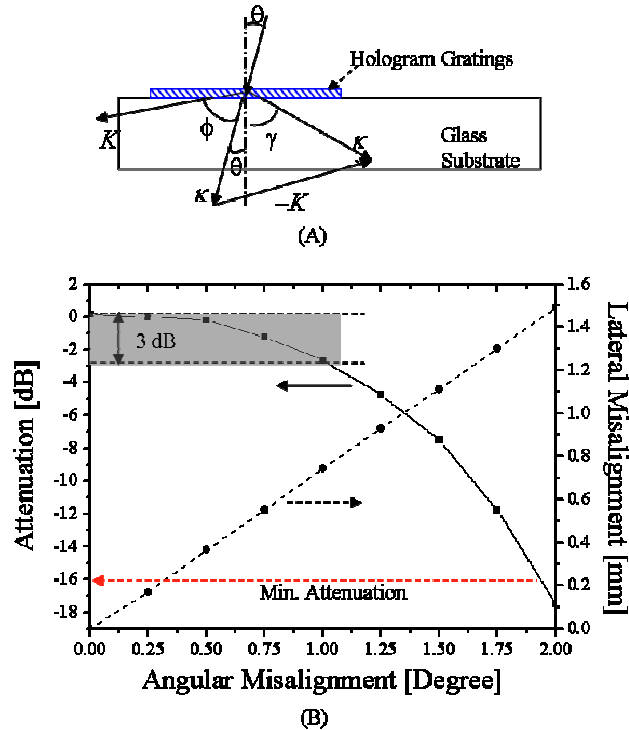 θ
Hologram Gratings
K
ϕ
θ
γ
κ
Glass
Substrate
κ
–K
(A)
Attenuation [dB]
2
0
-2
-4
-6
-8
-10
-12
-14
-16
-18
3 dB
Min. Attenuation
1.6
1.4
1.2
1.0
0.8
0.6
0.4
0.2
0.0
Lateral Misalignment [mm]
0.00 0.25 0.50 0.75 1.00 1.25 1.50 1.75 2.00
Angular Misalignment [Degree]
(B)